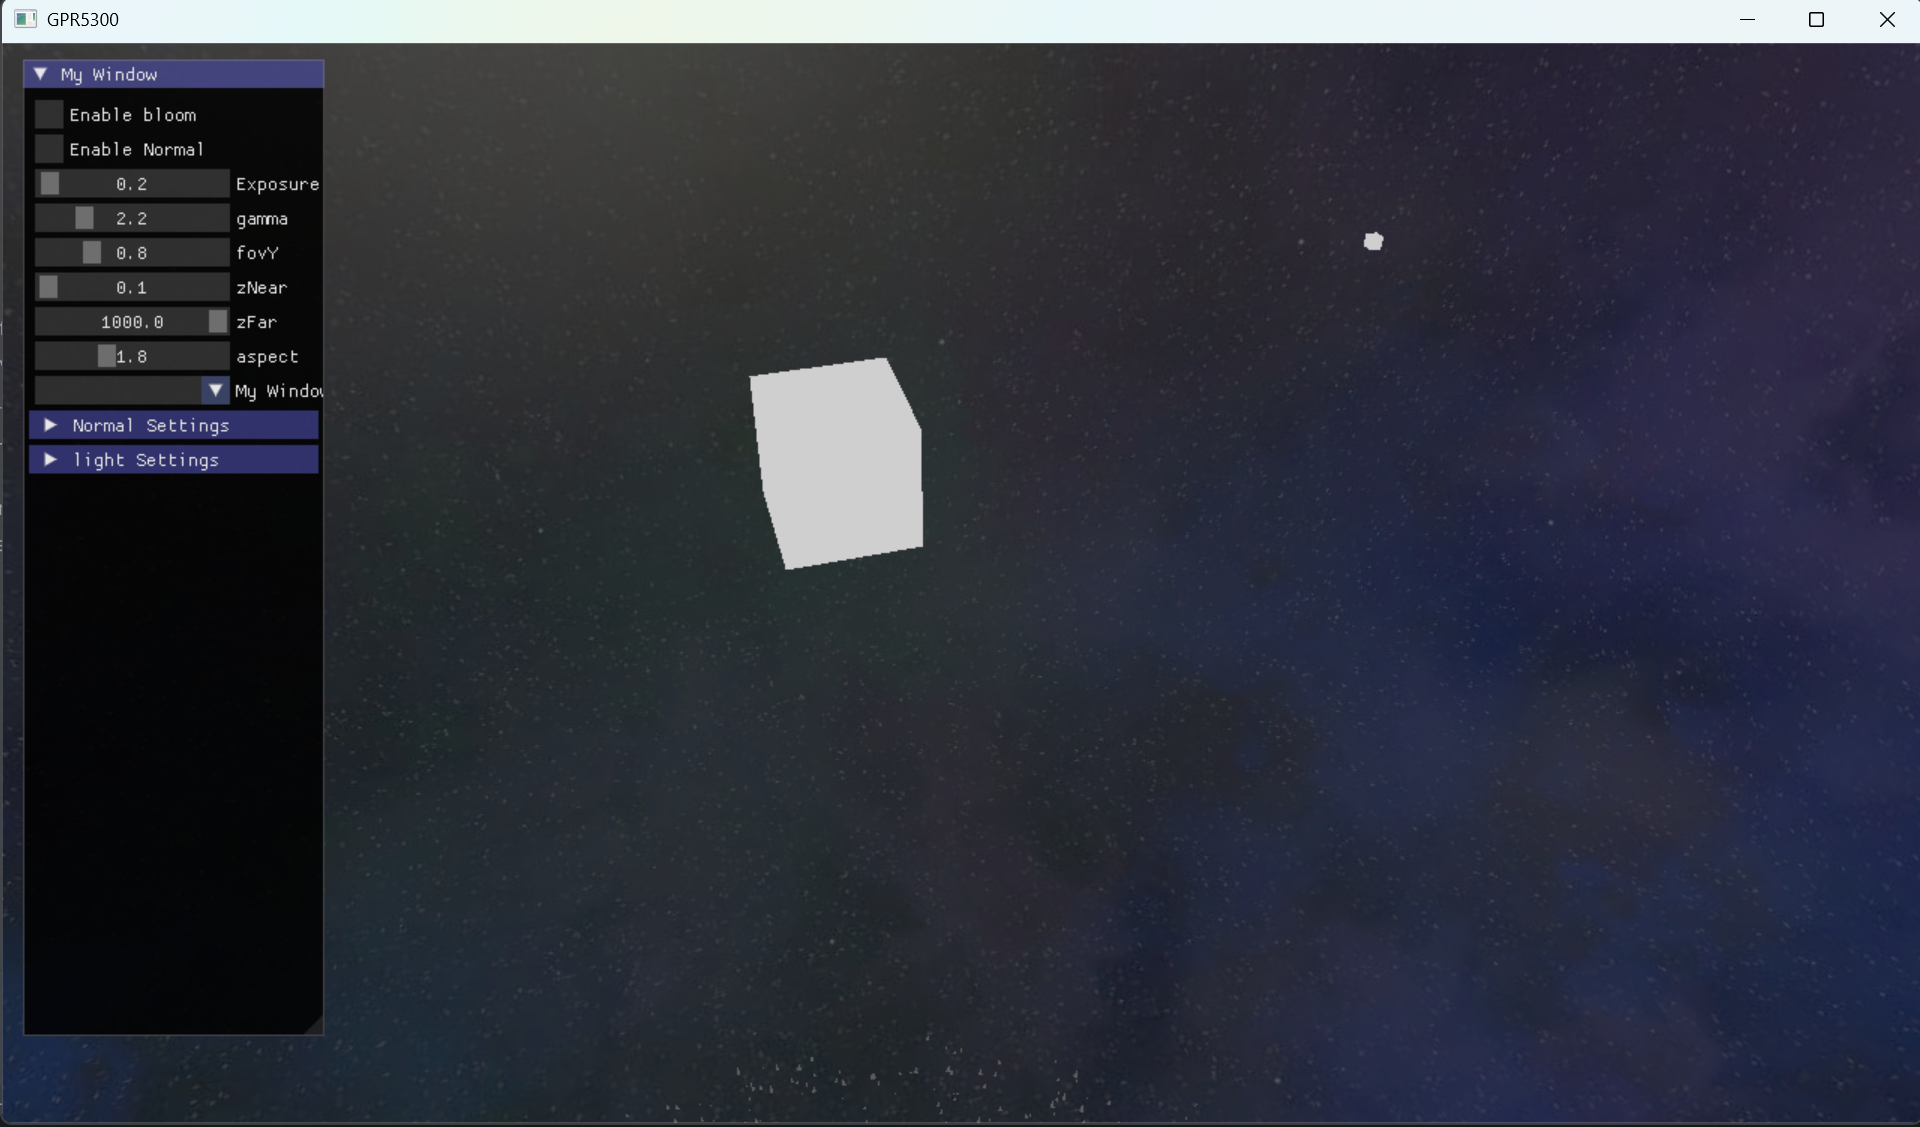 GPR5300
My Window
Enable bloom
Enable Normal
0.2 Exposure
2.2 gamma
0.8 fovY
0.1 zNear
1000.0 zFar
1.8 aspect
My Window
Normal Settings
light Settings